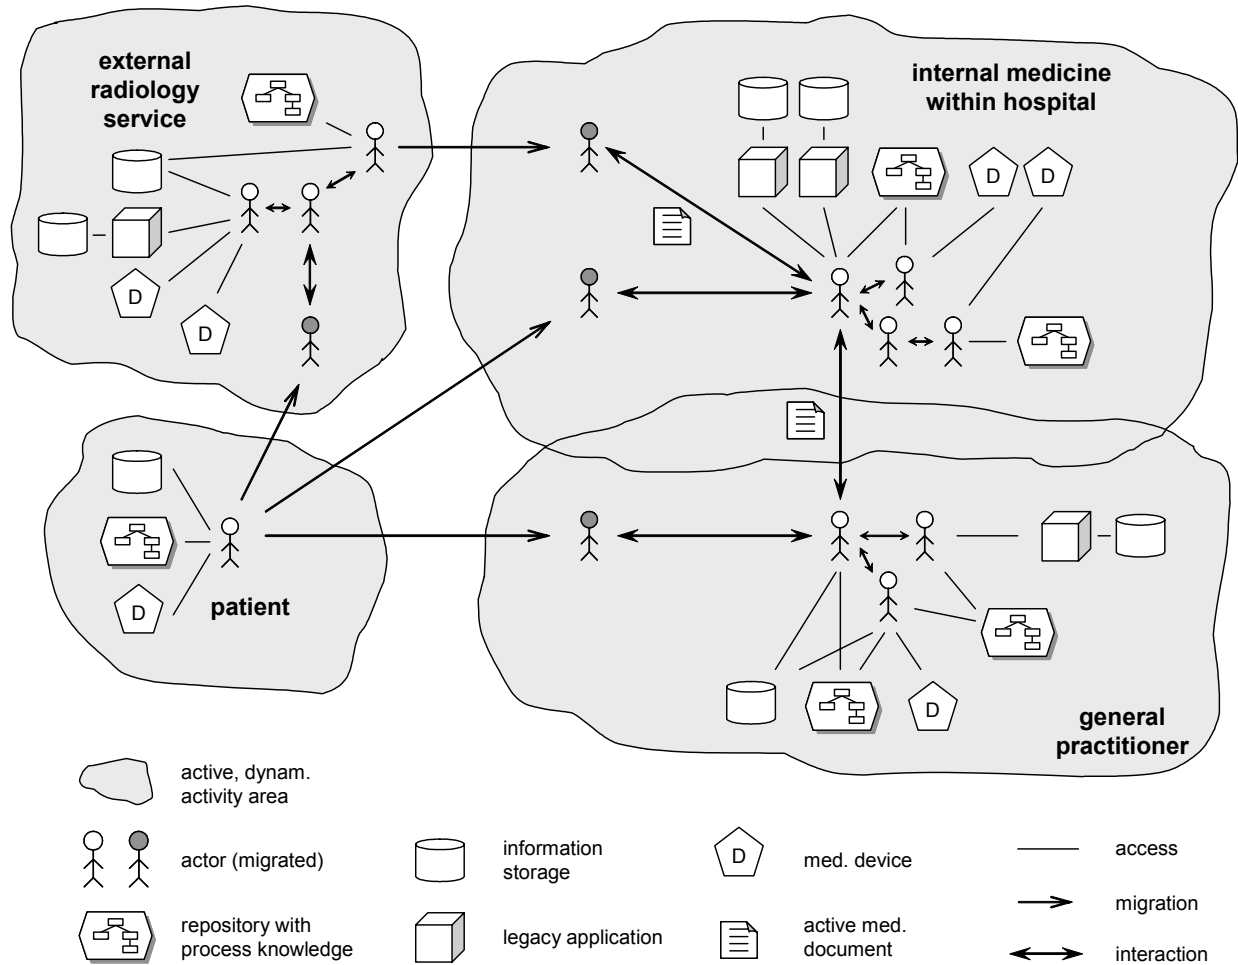 external
radiology
service
internal medicine
within hospital
D
D
D
D
D
patient
D
general
practitioner
active, dynam.
activity area
actor (migrated)
information
storage
D
med. device
access
migration
repository with
process knowledge
legacy application
active med.
document
interaction